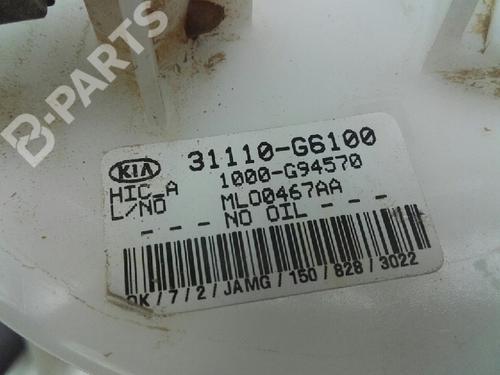 B-PARTS
KIA 31110-G6100
HIC_A 1000-G94570
L/NO ML00467AA
- - - NO OIL - - -
OK/7/2/JAMG/150/828/3022